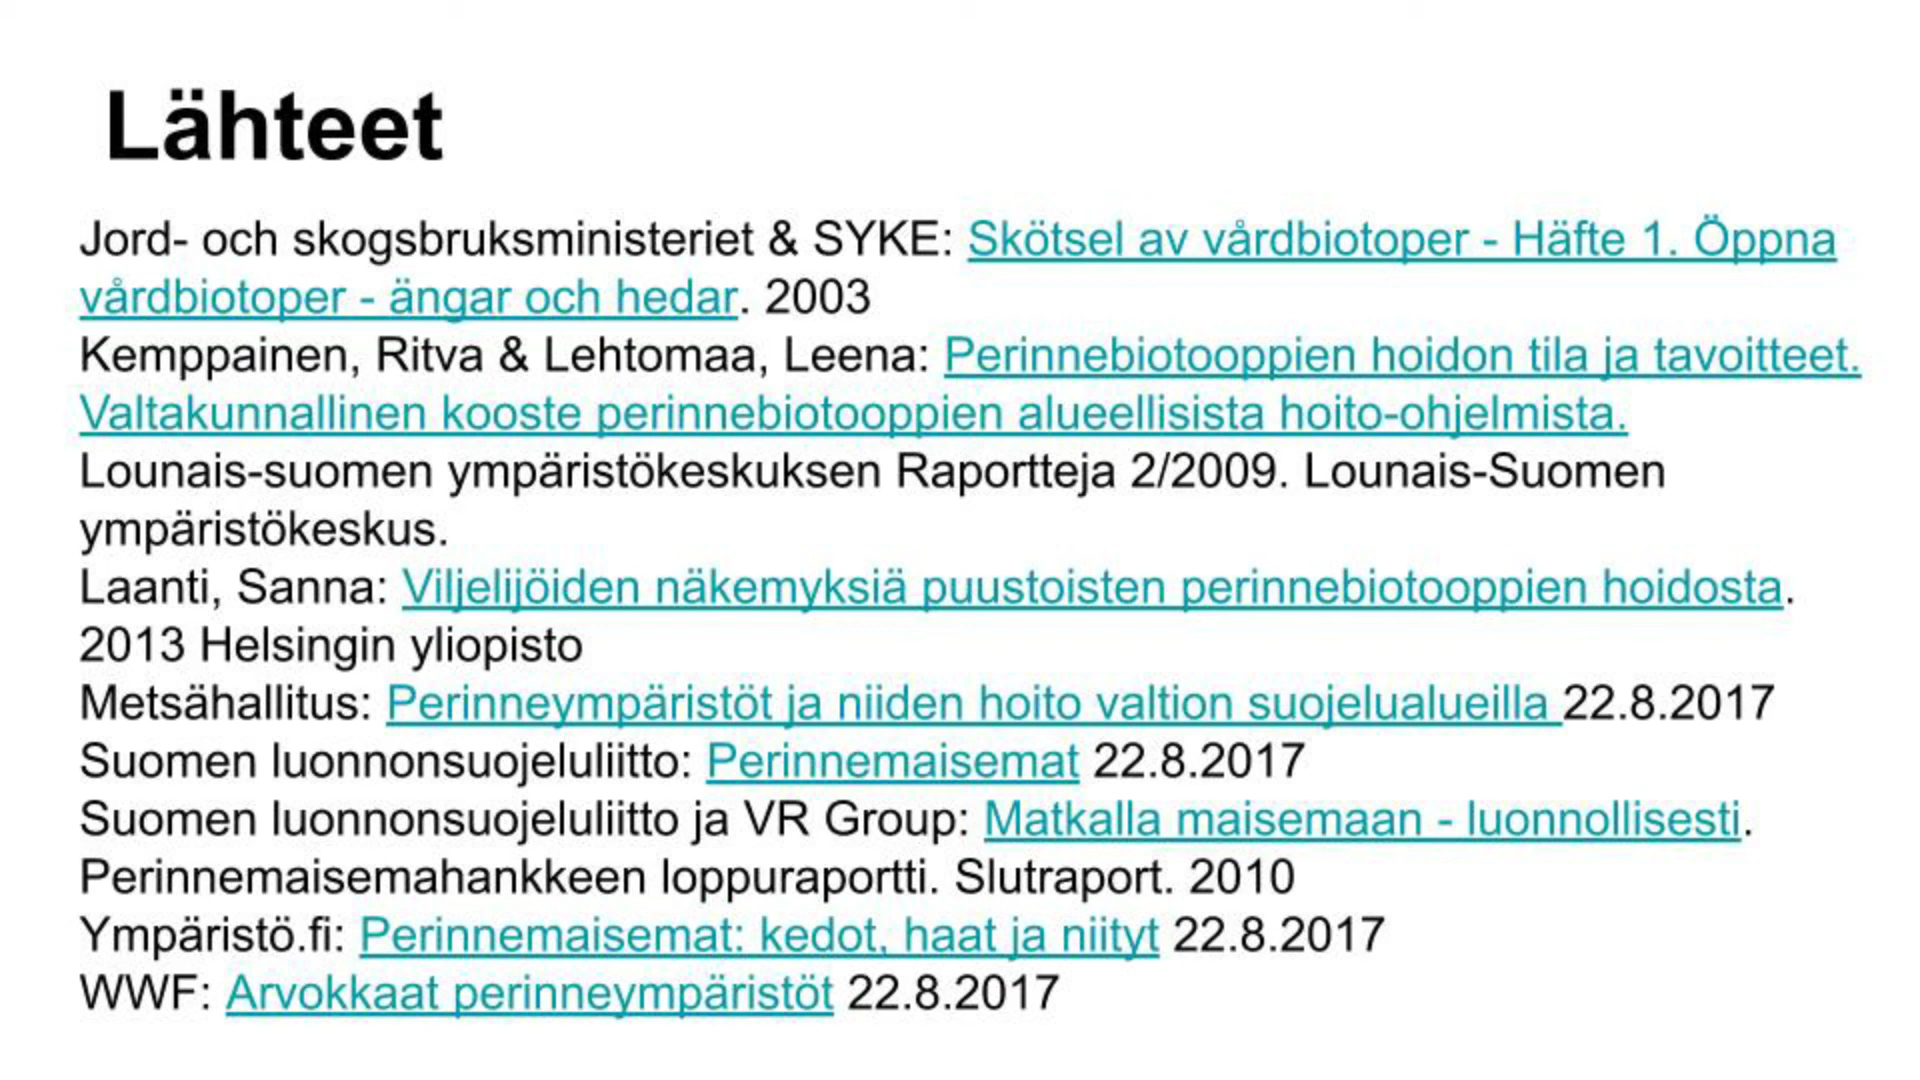 Lähteet
Jord- och skogsbruksministeriet & SYKE: Skötsel av vårdbiotoper - Häfte 1. Öppna
vårdbiotoper - ängar och hedar. 2003
Kemppainen, Ritva & Lehtomaa, Leena: Perinnebiotooppien hoidon tila ja tavoitteet.
Valtakunnallinen kooste perinnebiotooppien alueellisista hoito-ohjelmista.
Lounais-suomen ympäristökeskuksen Raportteja 2/2009. Lounais-Suomen
ympäristökeskus.
Laanti, Sanna: Viljelijöiden näkemyksiä puustoisten perinnebiotooppien hoidosta.
2013 Helsingin yliopisto
Metsähallitus: Perinneympäristöt ja niiden hoito valtion suojelualueilla 22.8.2017
Suomen luonnonsuojeluliitto: Perinnemaisemat 22.8.2017
Suomen luonnonsuojeluliitto ja VR Group: Matkalla maisemaan - luonnollisesti.
Perinnemaisemahankkeen loppuraportti. Slutraport. 2010
Ympäristö.fi: Perinnemaisemat: kedot, haat ja niityt 22.8.2017
WWF: Arvokkaat perinneympäristöt 22.8.2017